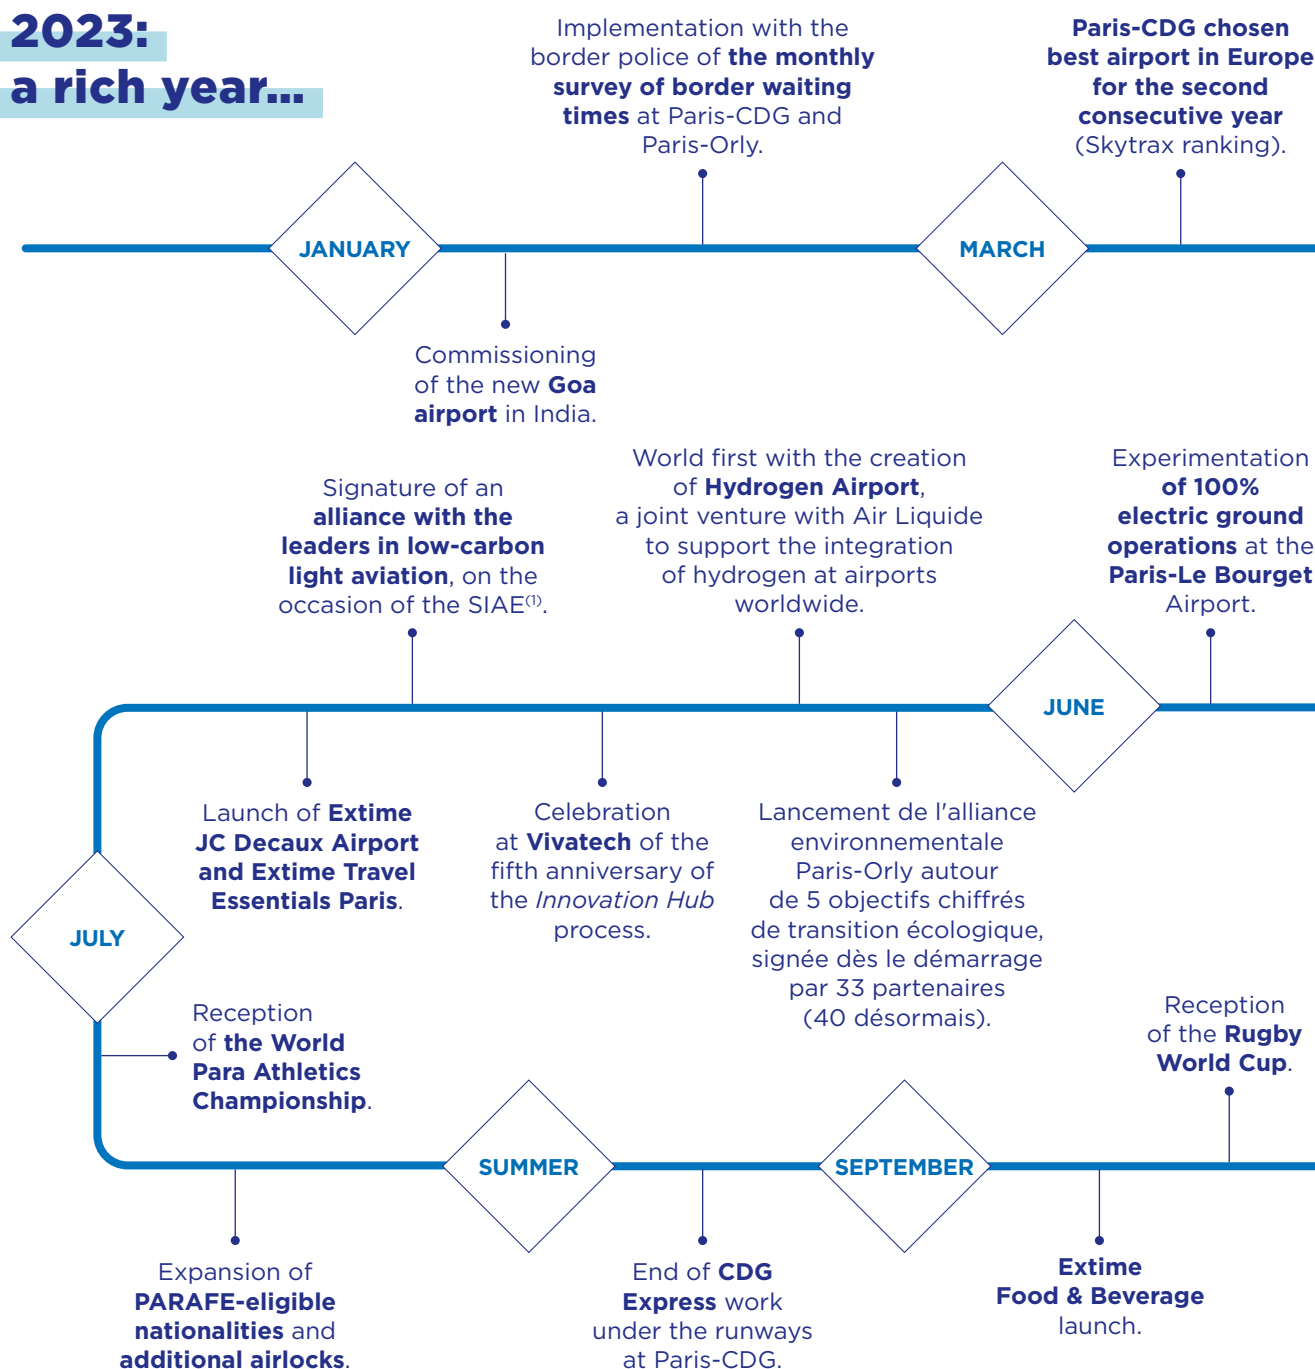 2023:
a rich year...
Implementation with the
border police of the monthly
survey of border waiting
times at Paris-CDG and
Paris-Orly.
Paris-CDG chosen
best airport in Europe
for the second
consecutive year
(Skytrax ranking).
JANUARY
MARCH
Commissioning
of the new Goa
airport in India.
Signature of an
alliance with the
leaders in low-carbon
light aviation, on the
occasion of the SIAE(1).
World first with the creation
of Hydrogen Airport,
a joint venture with Air Liquide
to support the integration
of hydrogen at airports
worldwide.
Experimentation
of 100%
electric ground
operations at the
Paris-Le Bourget
Airport.
JUNE
Launch of Extime
JC Decaux Airport
and Extime Travel
Essentials Paris.
Celebration
at Vivatech of the
fifth anniversary of
the Innovation Hub
process.
Lancement de l'alliance
environnementale
Paris-Orly autour
de 5 objectifs chiffrés
de transition écologique,
signée dès le démarrage
par 33 partenaires
(40 désormais).
JULY
Reception
of the World
Para Athletics
Championship.
Reception
of the Rugby
World Cup.
SUMMER
SEPTEMBER
Expansion of
PARAFE-eligible
nationalities and
additional airlocks.
End of CDG
Express work
under the runways
at Paris-CDG.
Extime
Food & Beverage
launch.